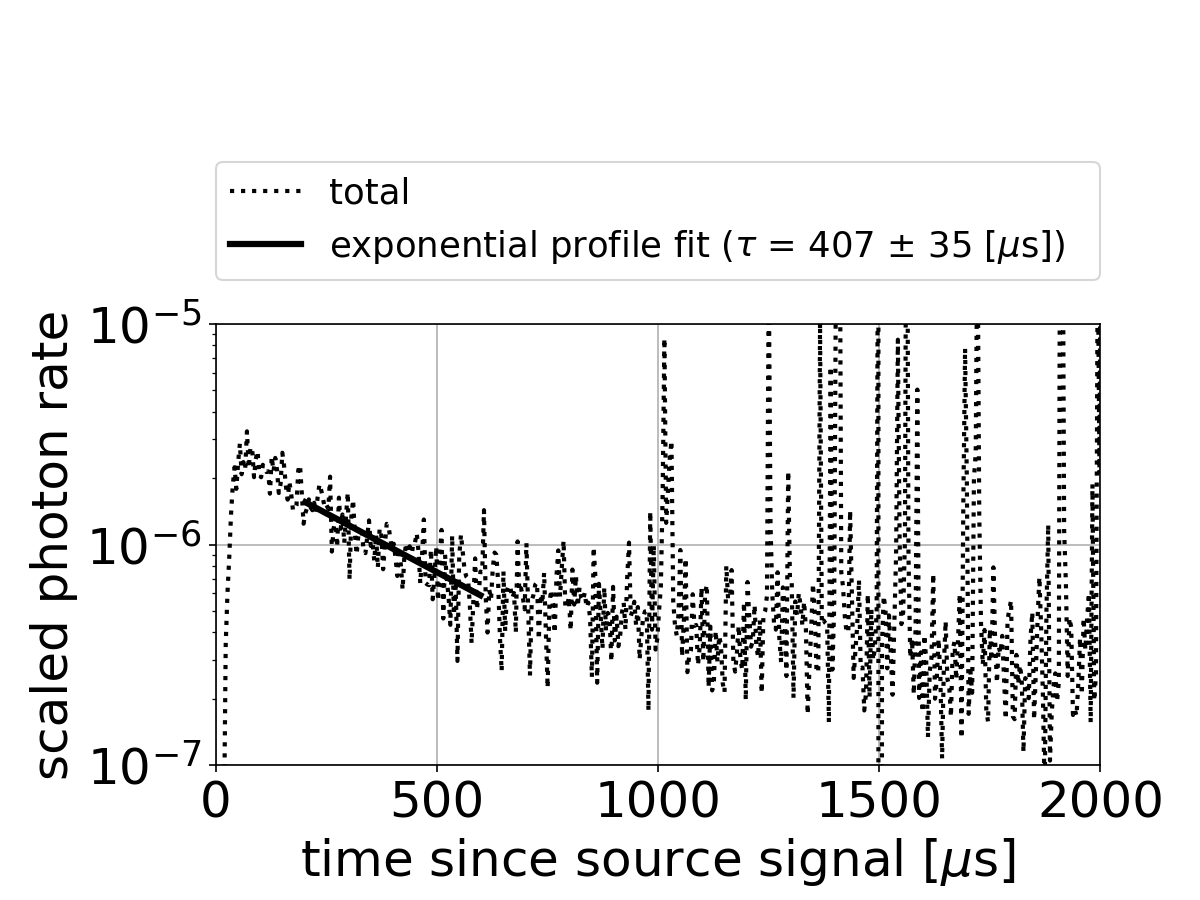 total
exponential profile fit (τ = 407 ± 35 [μs])
scaled photon rate
10⁻⁵
10⁻⁶
10⁻⁷
0 500 1000 1500 2000
time since source signal [μs]